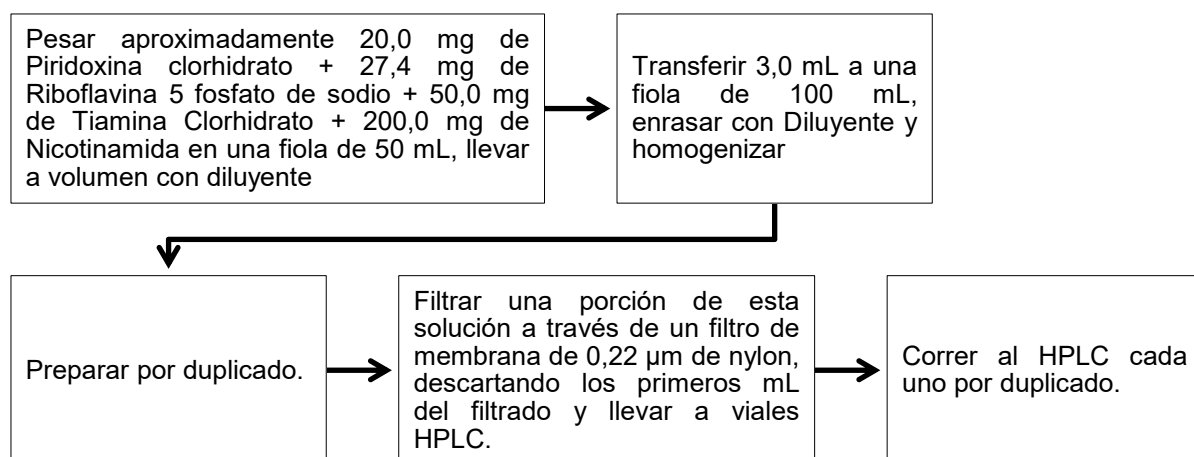 Pesar aproximadamente 20,0 mg de
Piridoxina clorhidrato + 27,4 mg de
Riboflavina 5 fosfato de sodio + 50,0 mg
de Tiamina Clorhidrato + 200,0 mg de
Nicotinamida en una fiola de 50 mL, llevar
a volumen con diluyente
Transferir 3,0 mL a una
fiola de 100 mL,
enrasar con Diluyente y
homogenizar
Preparar por duplicado.
Filtrar una porción de esta
solución a través de un filtro de
membrana de 0,22 µm de nylon,
descartando los primeros mL
del filtrado y llevar a viales
HPLC.
Correr al HPLC cada
uno por duplicado.